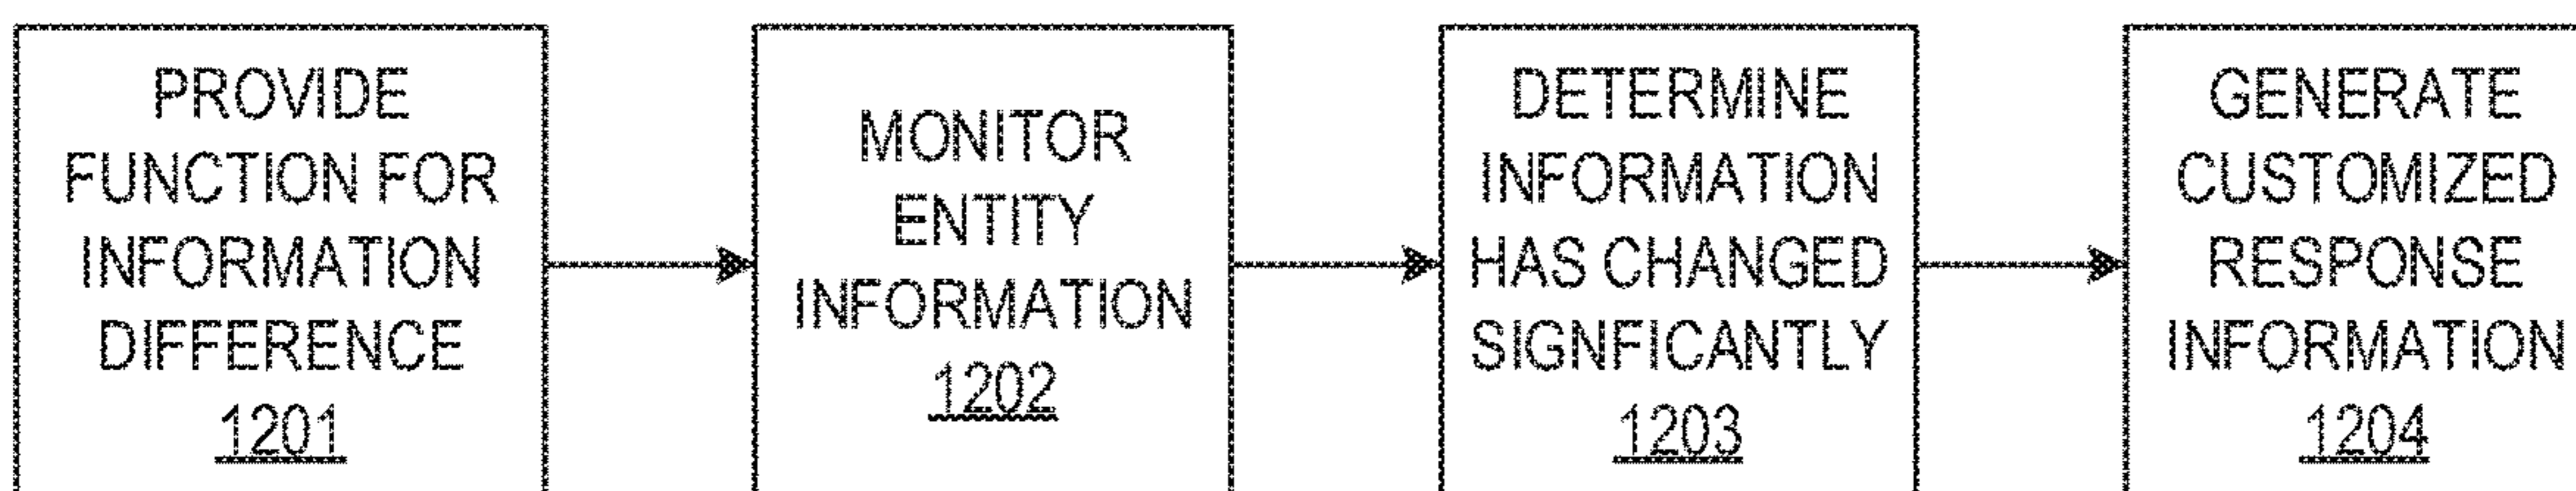 PROVIDE
FUNCTION FOR
INFORMATION
DIFFERENCE
1201
MONITOR
ENTITY
INFORMATION
1202
DETERMINE
INFORMATION
HAS CHANGED
SIGNFICANTLY
1203
GENERATE
CUSTOMIZED
RESPONSE
INFORMATION
1204